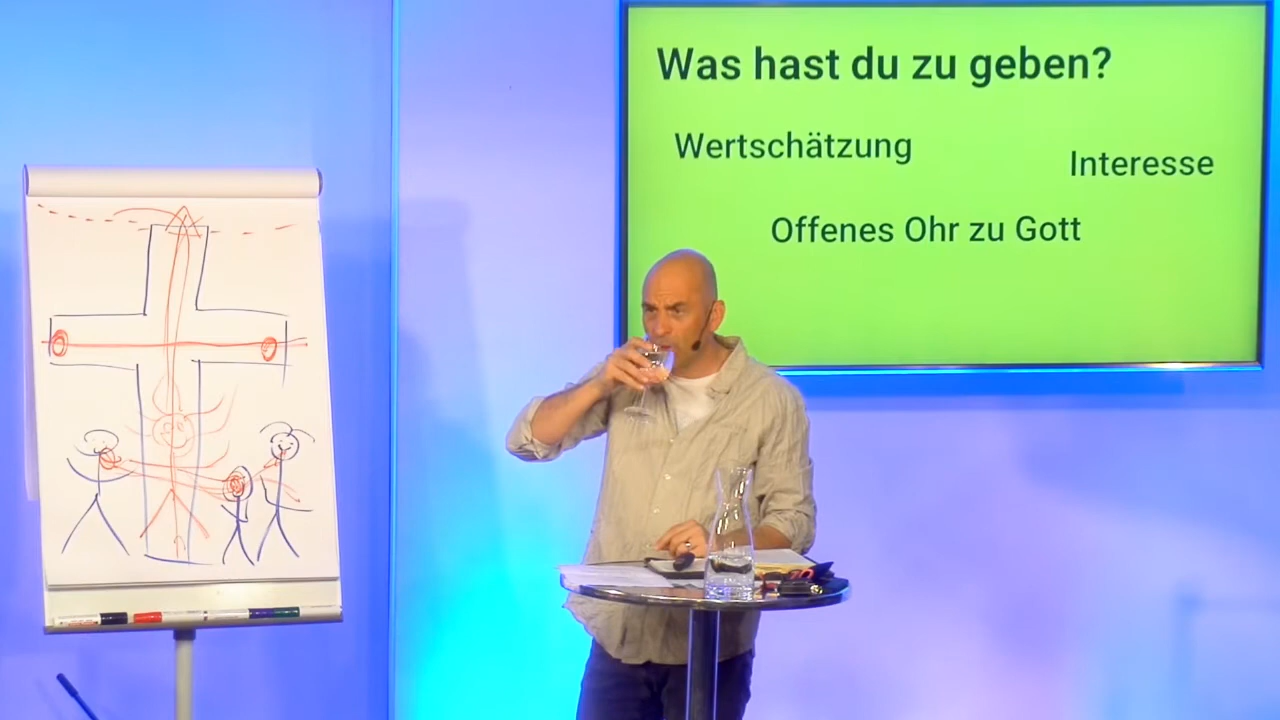 Was hast du zu geben?
Wertschätzung
Interesse
Offenes Ohr zu Gott